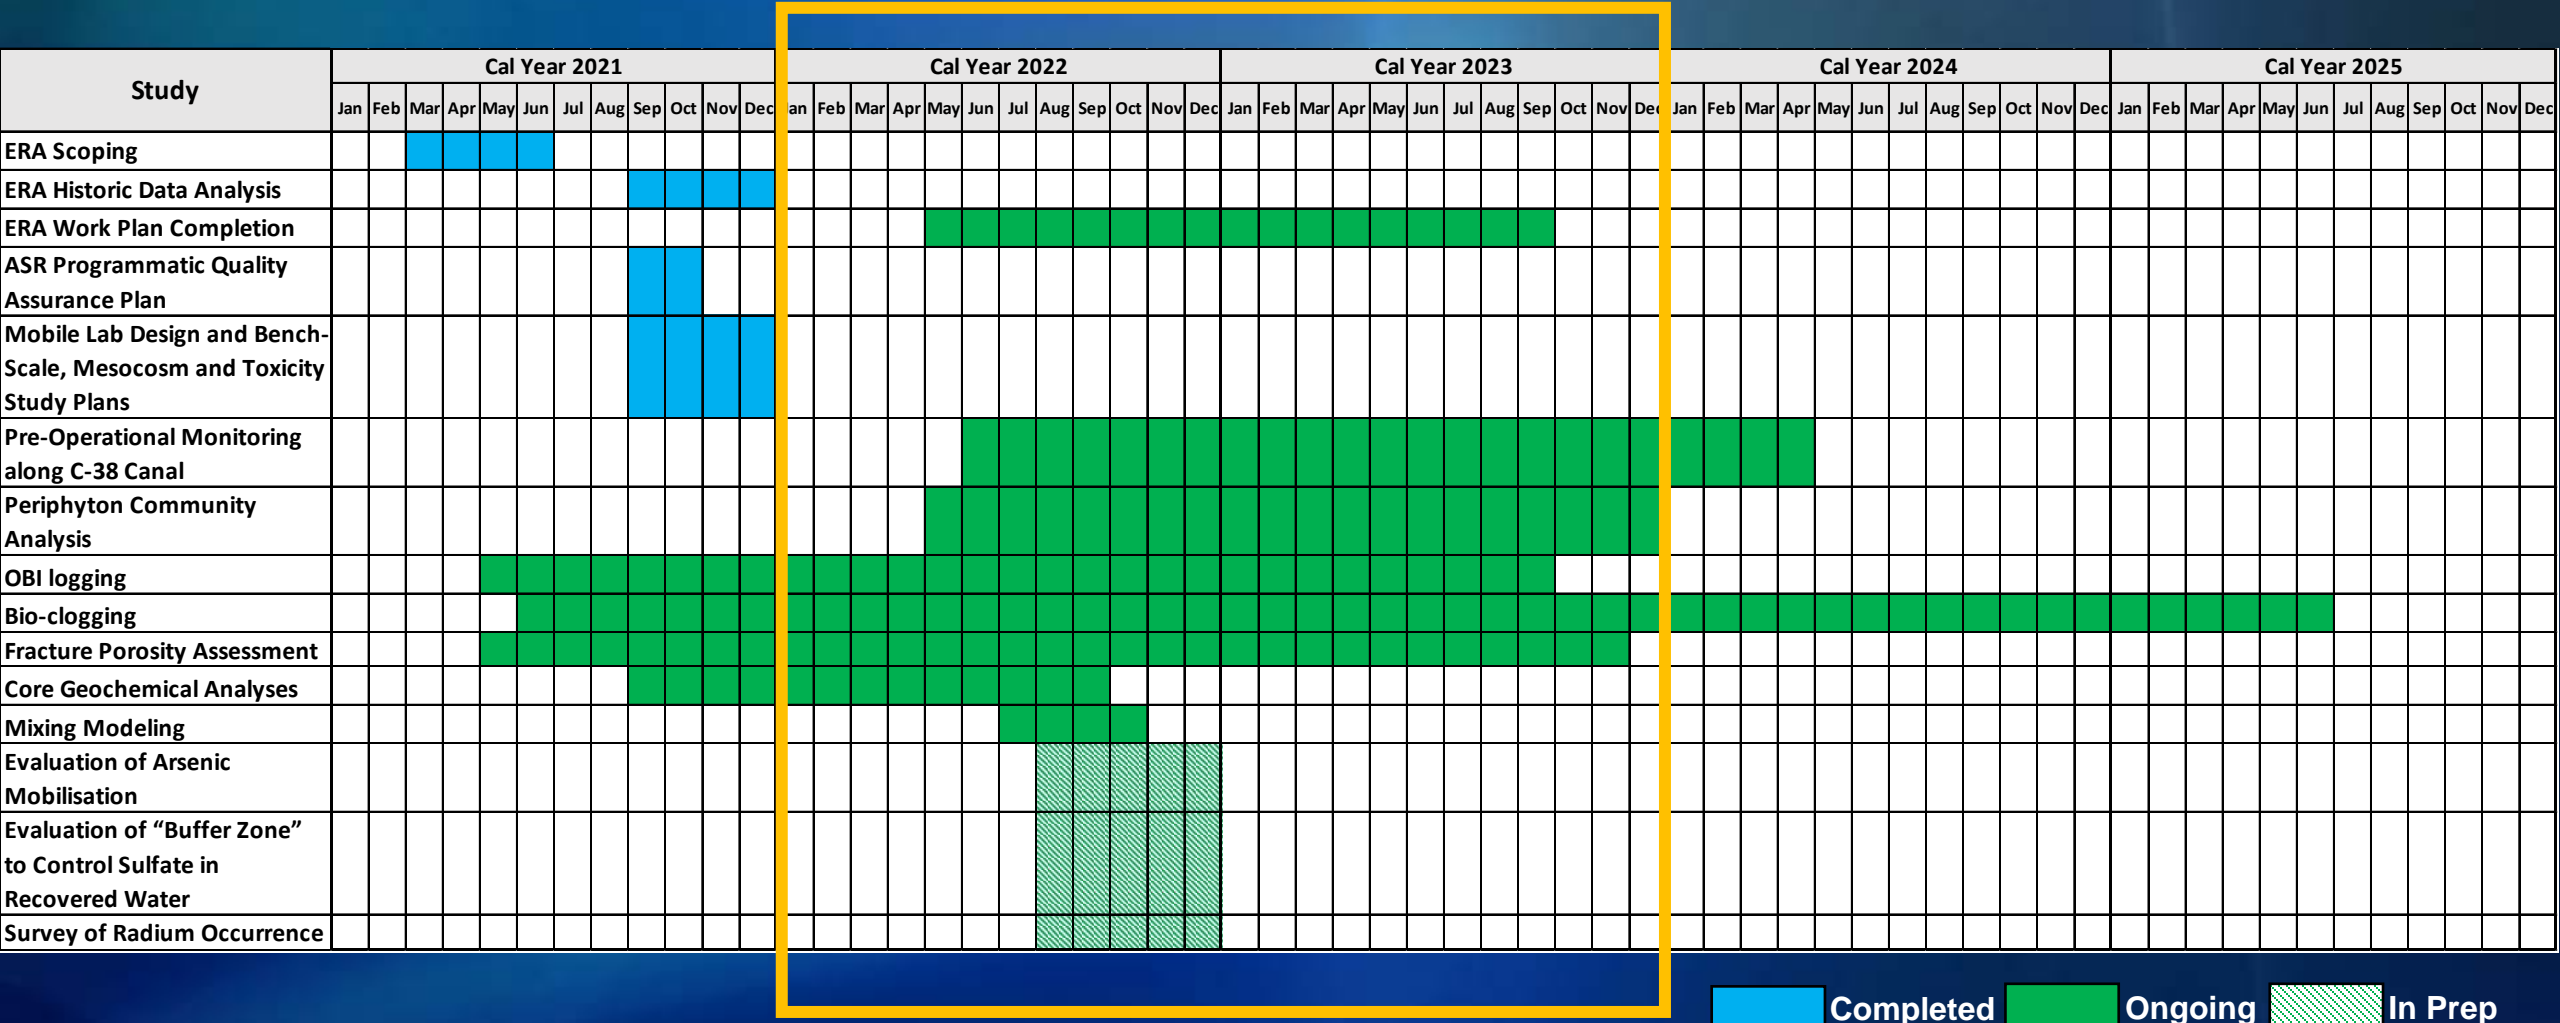 Study
Cal Year 2021 Cal Year 2022 Cal Year 2023 Cal Year 2024 Cal Year 2025
Jan Feb Mar Apr May Jun Jul Aug Sep Oct Nov Dec Jan Feb Mar Apr May Jun Jul Aug Sep Oct Nov Dec Jan Feb Mar Apr May Jun Jul Aug Sep Oct Nov Dec Jan Feb Mar Apr May Jun Jul Aug Sep Oct Nov Dec Jan Feb Mar Apr May Jun Jul Aug Sep Oct Nov Dec
ERA Scoping
ERA Historic Data Analysis
ERA Work Plan Completion
ASR Programmatic Quality
Assurance Plan
Mobile Lab Design and Bench-
Scale, Mesocosm and Toxicity
Study Plans
Pre-Operational Monitoring
along C-38 Canal
Periphyton Community
Analysis
OBI logging
Bio-clogging
Fracture Porosity Assessment
Core Geochemical Analyses
Mixing Modeling
Evaluation of Arsenic
Mobilisation
Evaluation of “Buffer Zone”
to Control Sulfate in
Recovered Water
Survey of Radium Occurrence
Completed Ongoing In Prep